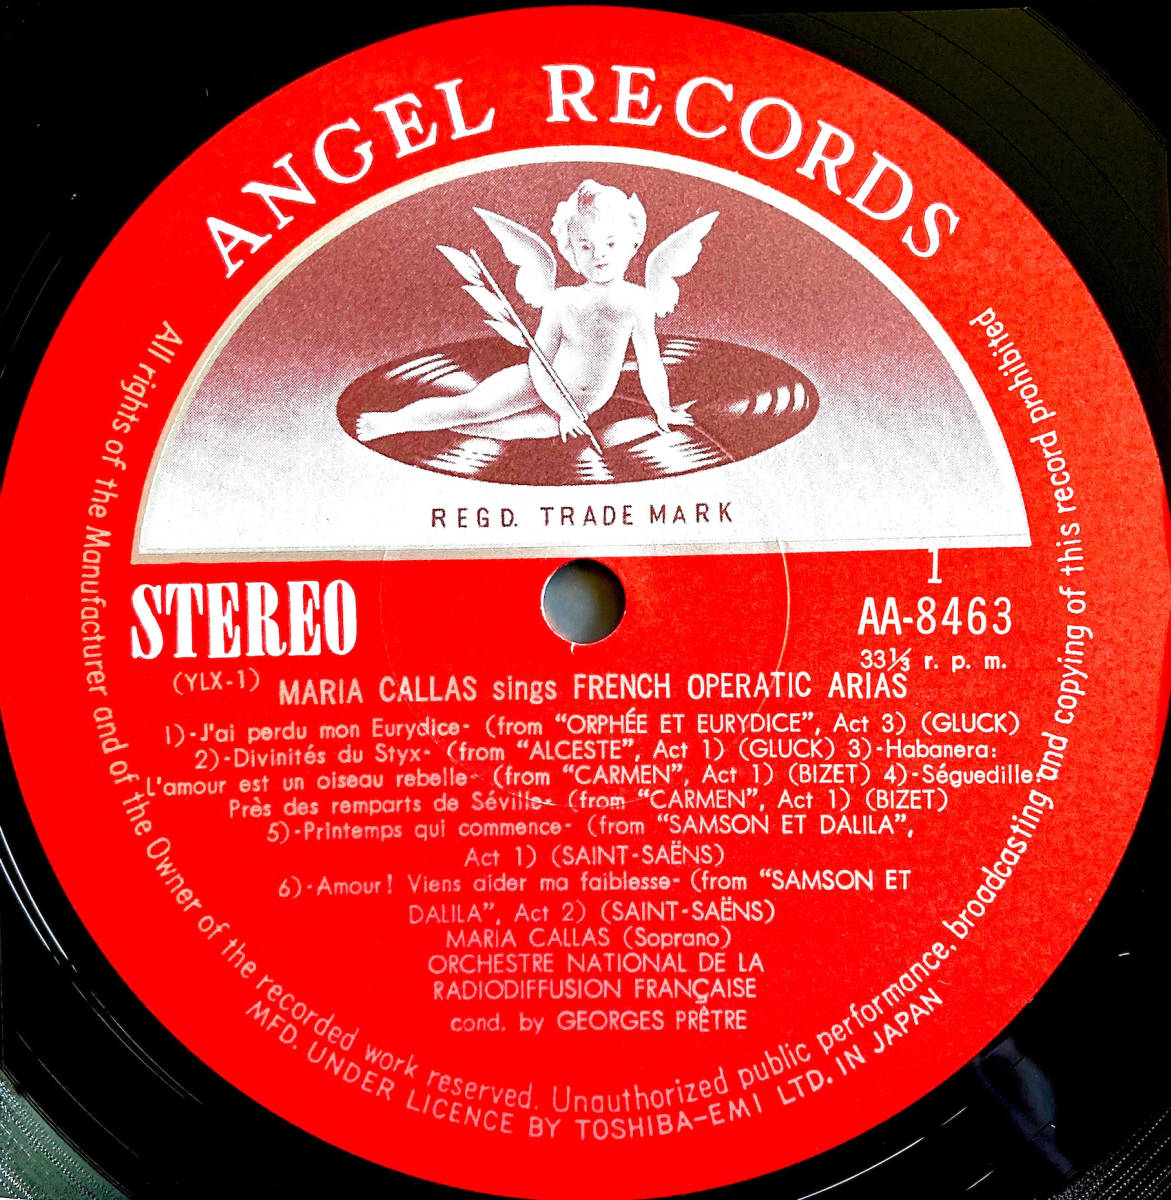 ANGEL RECORDS
REGD. TRADE MARK
STEREO
1
AA-8463
33⅓ r. p. m.
(YLX-1)
MARIA CALLAS sings FRENCH OPERATIC ARIAS
1)-J'ai perdu mon Eurydice- (from “ORPHÉE ET EURYDICE”, Act 3) (GLUCK)
2)-Divinités du Styx- (from “ALCESTE”, Act 1) (GLUCK) 3)-Habanera:
L'amour est un oiseau rebelle- (from “CARMEN”, Act 1) (BIZET) 4)-Séguedille:
Près des remparts de Séville- (from “CARMEN”, Act 1) (BIZET)
5)-Printemps qui commence- (from “SAMSON ET DALILA”,
Act 1) (SAINT-SAËNS)
6)-Amour! Viens aider ma faiblesse- (from “SAMSON ET
DALILA”, Act 2) (SAINT-SAËNS)
MARIA CALLAS (Soprano)
ORCHESTRE NATIONAL DE LA
RADIODIFFUSION FRANÇAISE
cond. by GEORGES PRÊTRE
All rights of the Manufacturer and of the Owner of the recorded work reserved. Unauthorized public performance, broadcasting and copying of this record prohibited
MFD. UNDER LICENCE BY TOSHIBA-EMI LTD. IN JAPAN